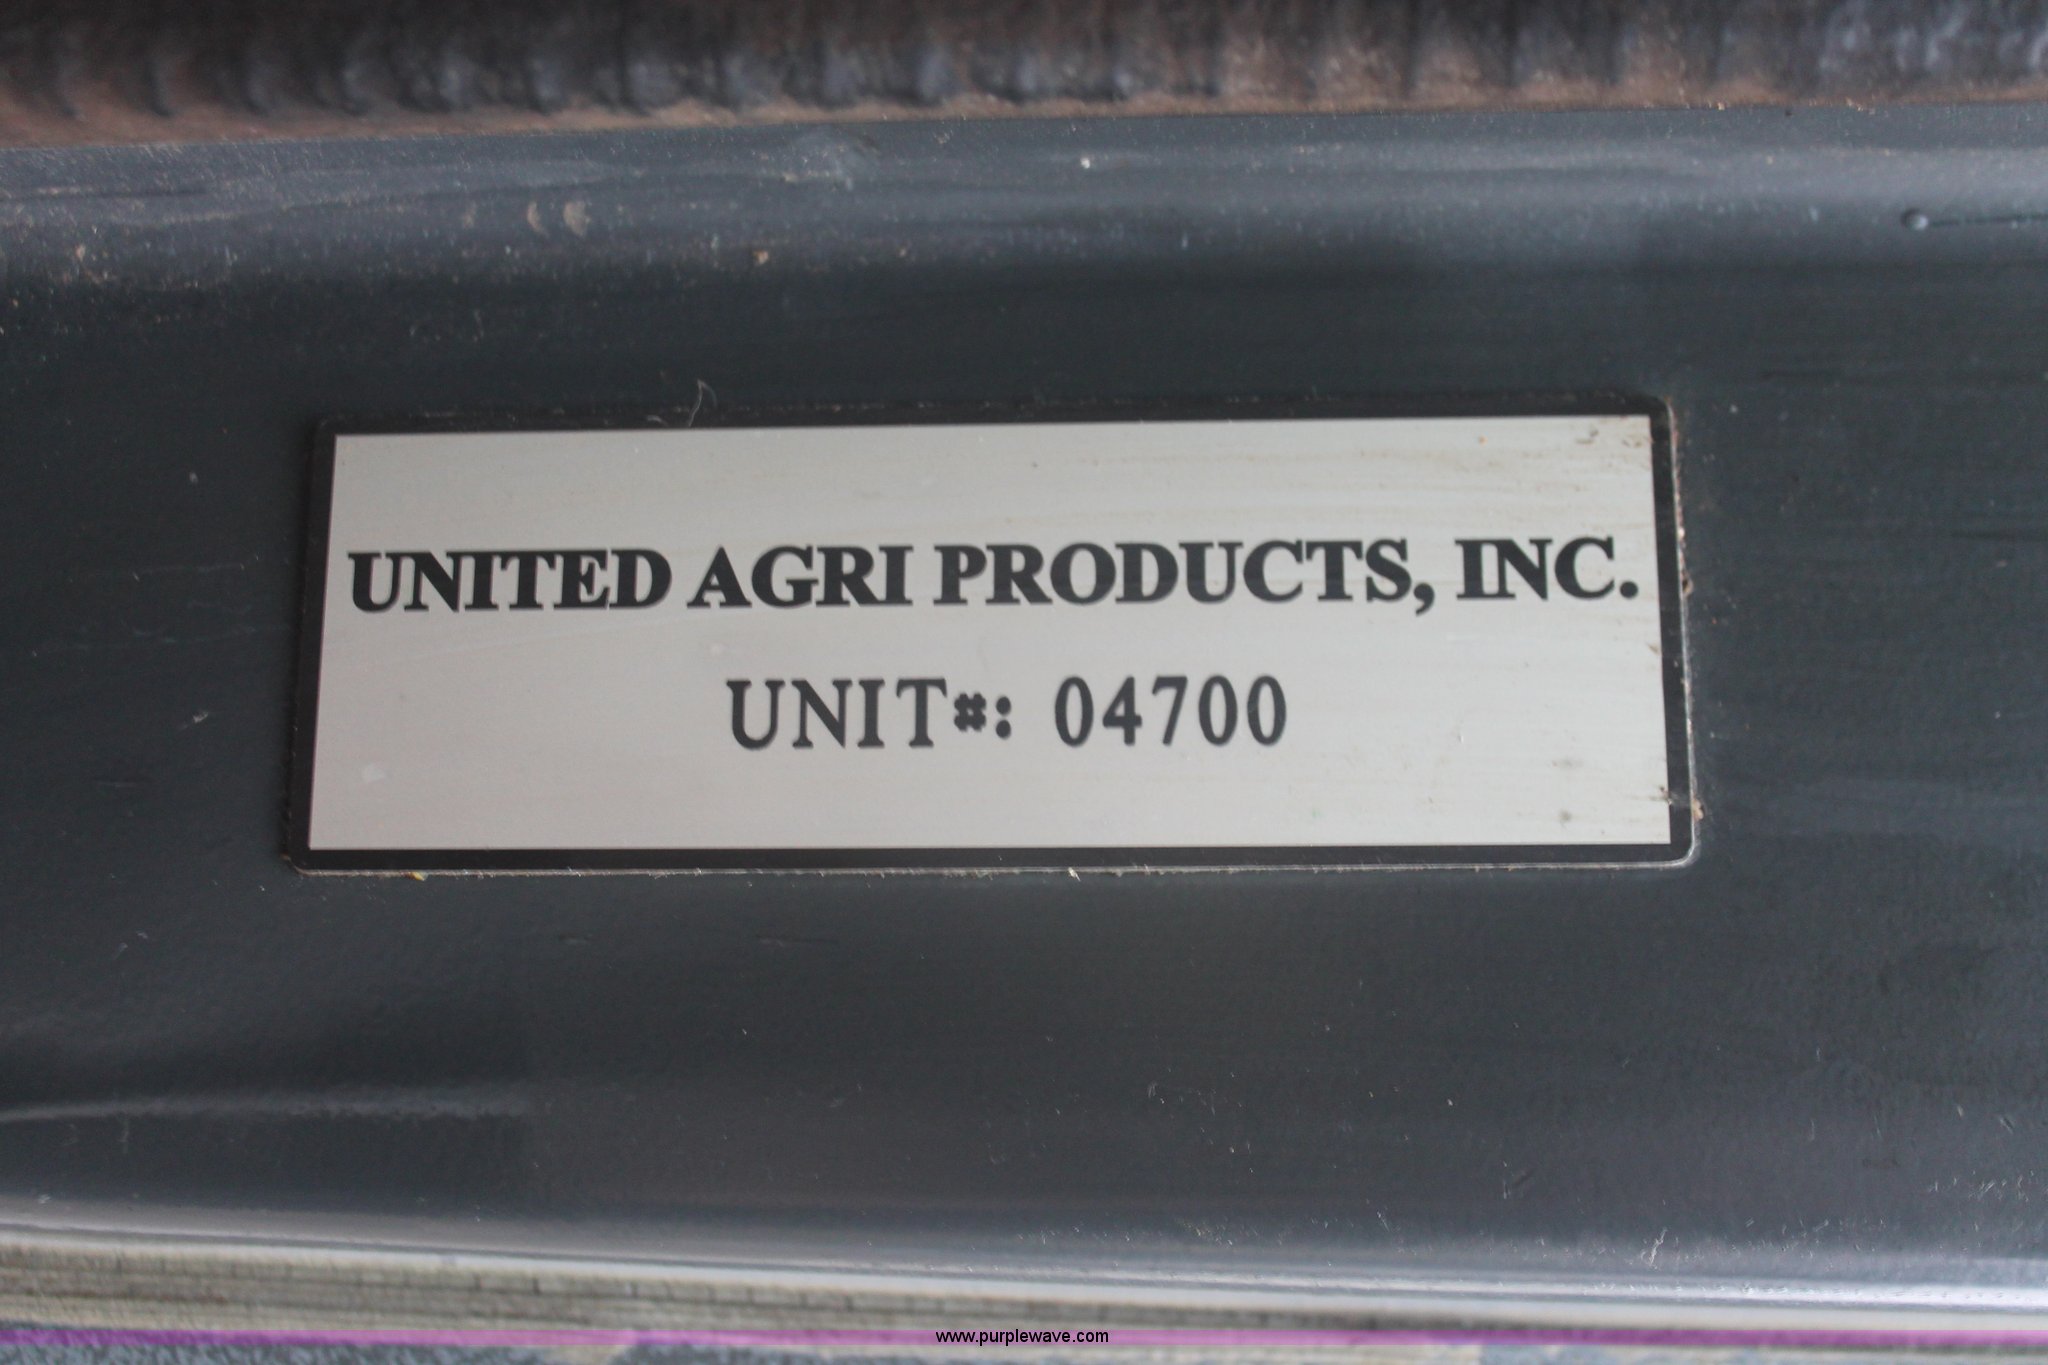 UNITED AGRI PRODUCTS, INC.
UNIT#: 04700
www.purplewave.com